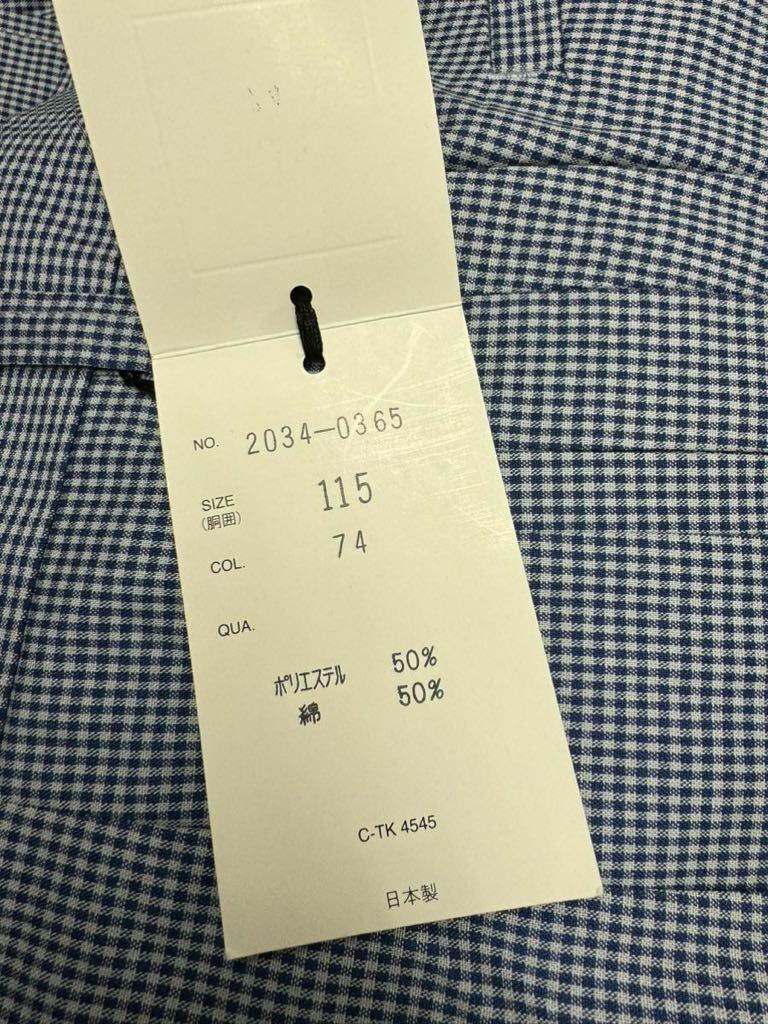 NO. 2034-0365
SIZE 115
(胴囲)
COL. 74
QUA.
ポリエステル 50%
綿 50%
C-TK 4545
日本製